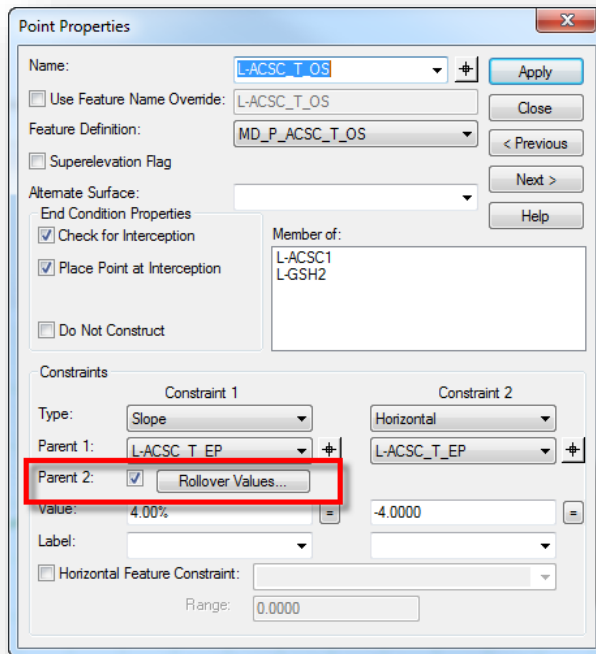 Point Properties
Name: L-ACSC_T_OS Apply
Use Feature Name Override: L-ACSC_T_OS Close
Feature Definition: MD_P_ACSC_T_OS < Previous
Superelevation Flag
Next >
Alternate Surface:
Help
End Condition Properties
Check for Interception
Member of:
L-ACSC1
L-GSH2
Place Point at Interception
Do Not Construct
Constraints
Constraint 1 Constraint 2
Type: Slope Horizontal
Parent 1: L-ACSC_T_EP L-ACSC_T_EP
Parent 2: Rollover Values...
Value: 4.00% = -4.0000 =
Label:
Horizontal Feature Constraint:
Range: 0.0000